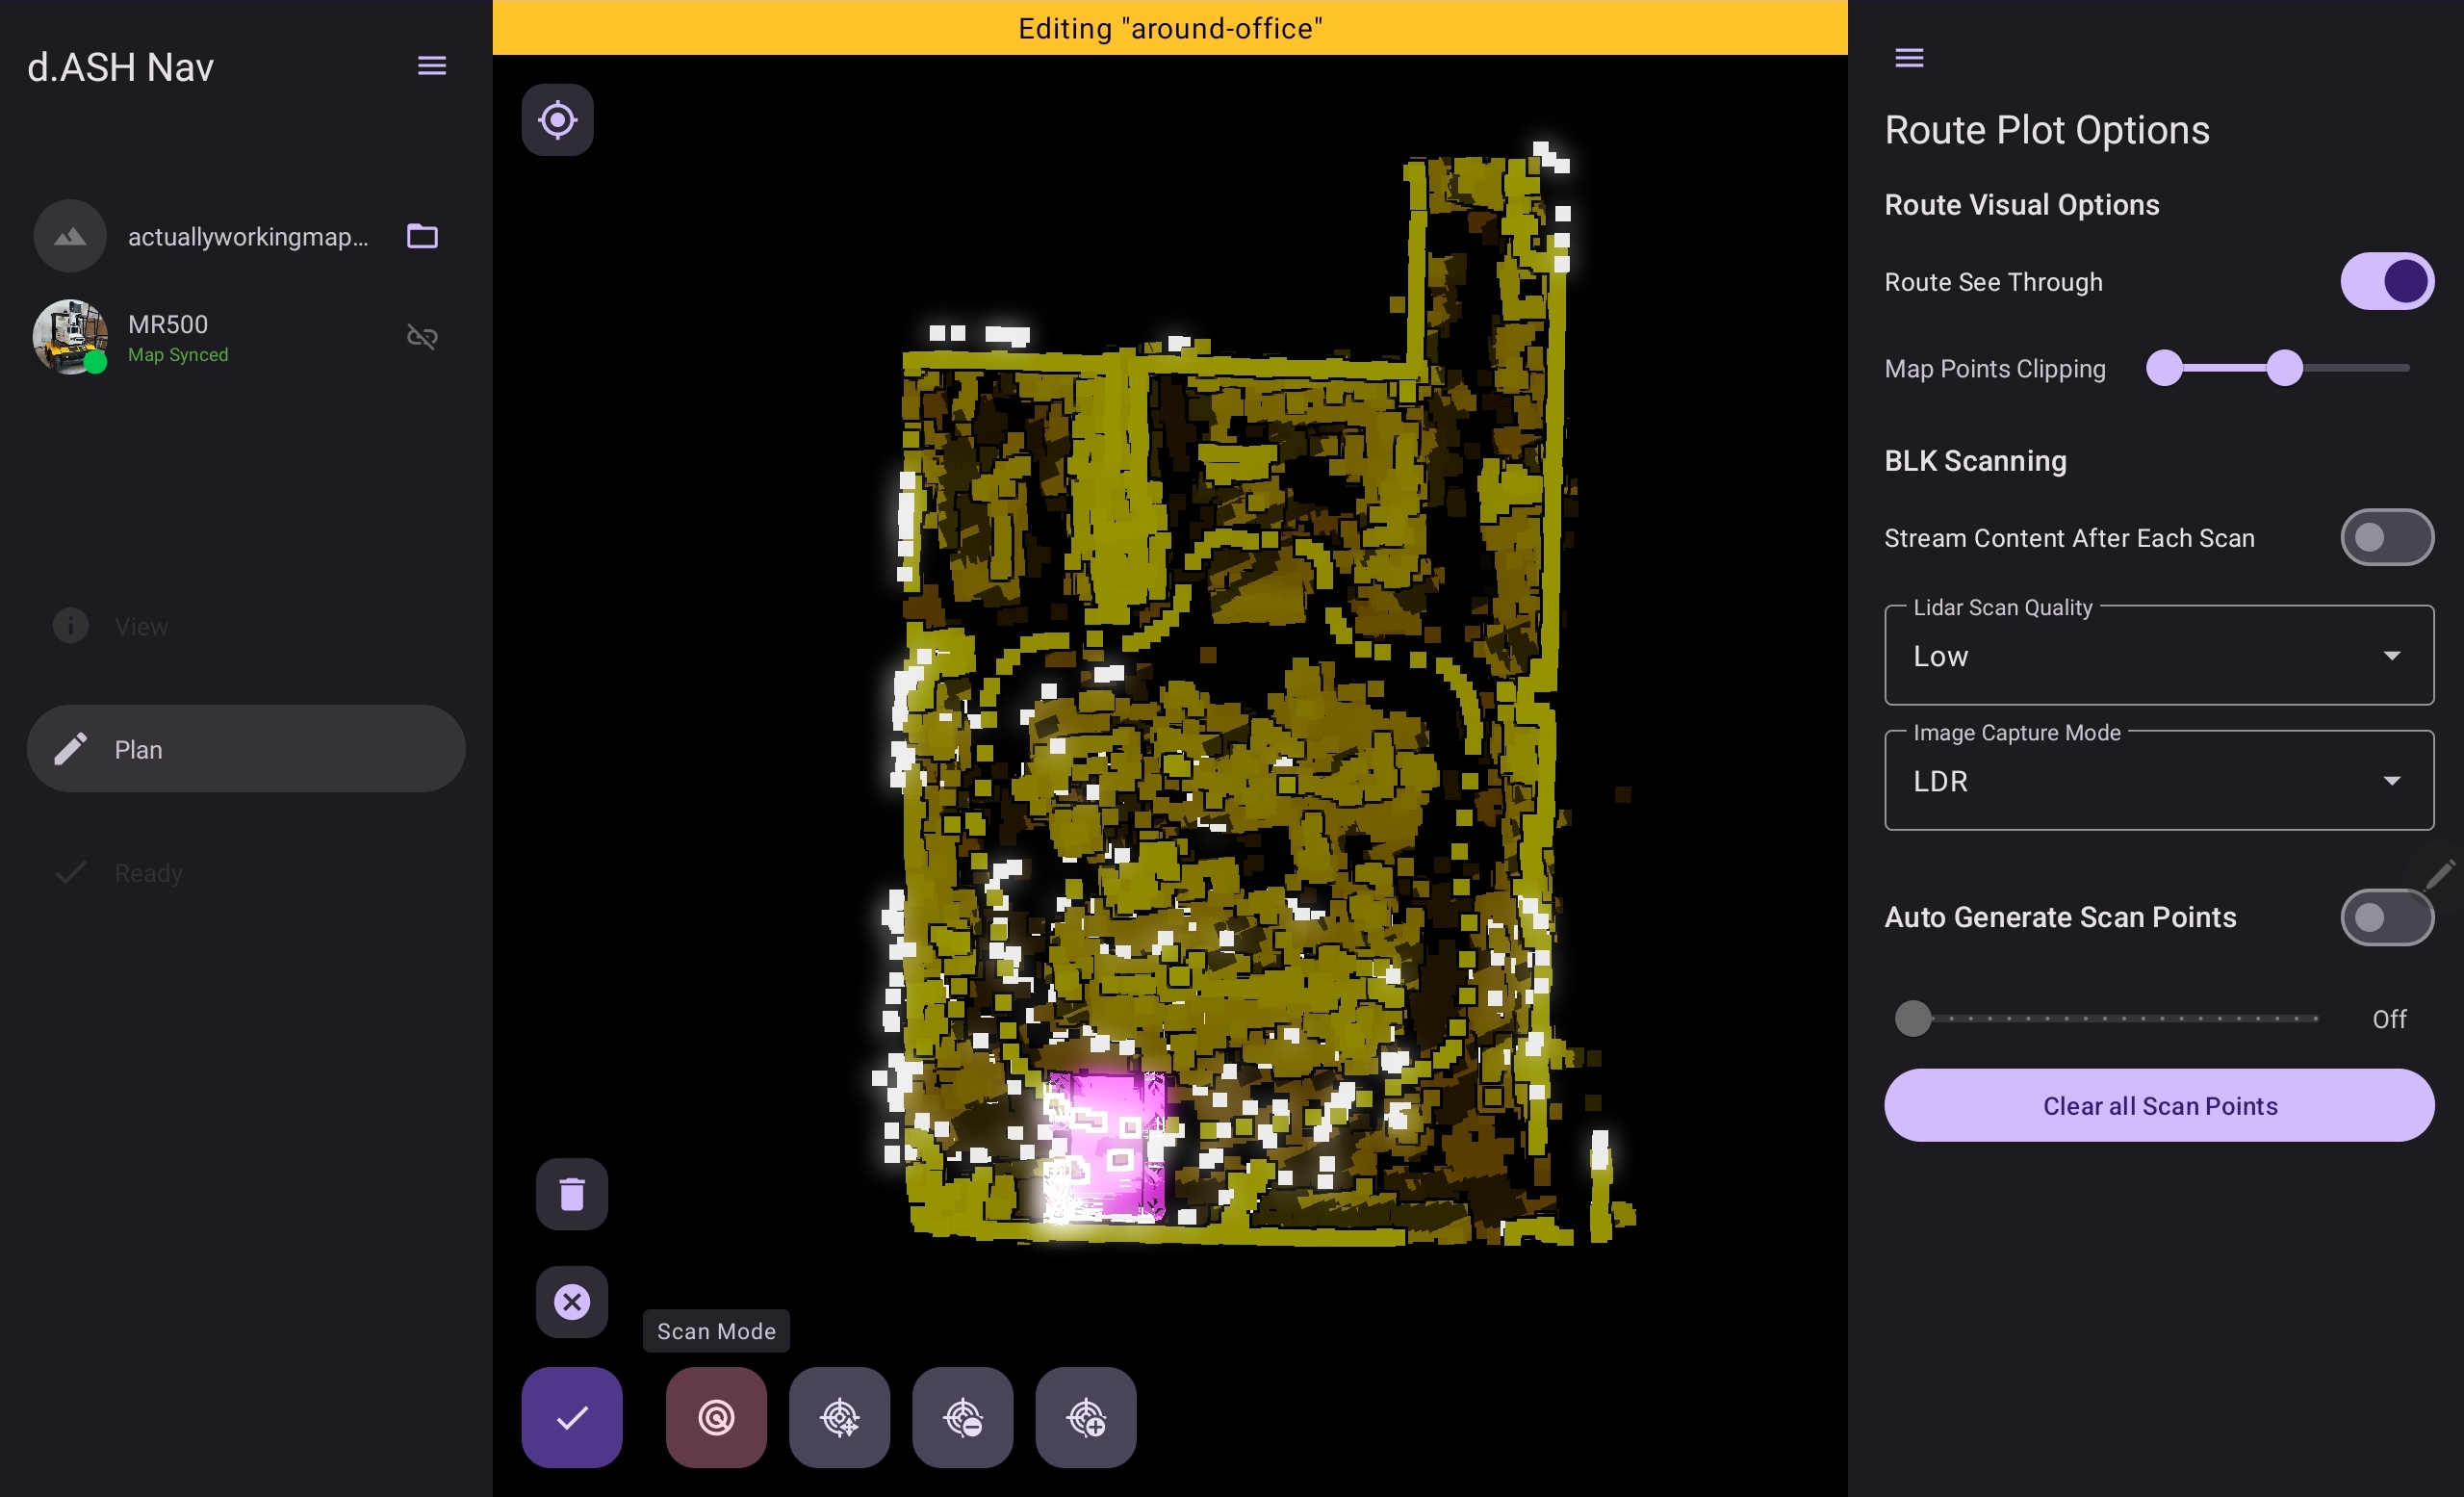 Editing "around-office"
d.ASH Nav
actuallyworkingmap...
MR500
Map Synced
View
Plan
Ready
Scan Mode
Route Plot Options
Route Visual Options
Route See Through
Map Points Clipping
BLK Scanning
Stream Content After Each Scan
Lidar Scan Quality
Low
Image Capture Mode
LDR
Auto Generate Scan Points
Off
Clear all Scan Points